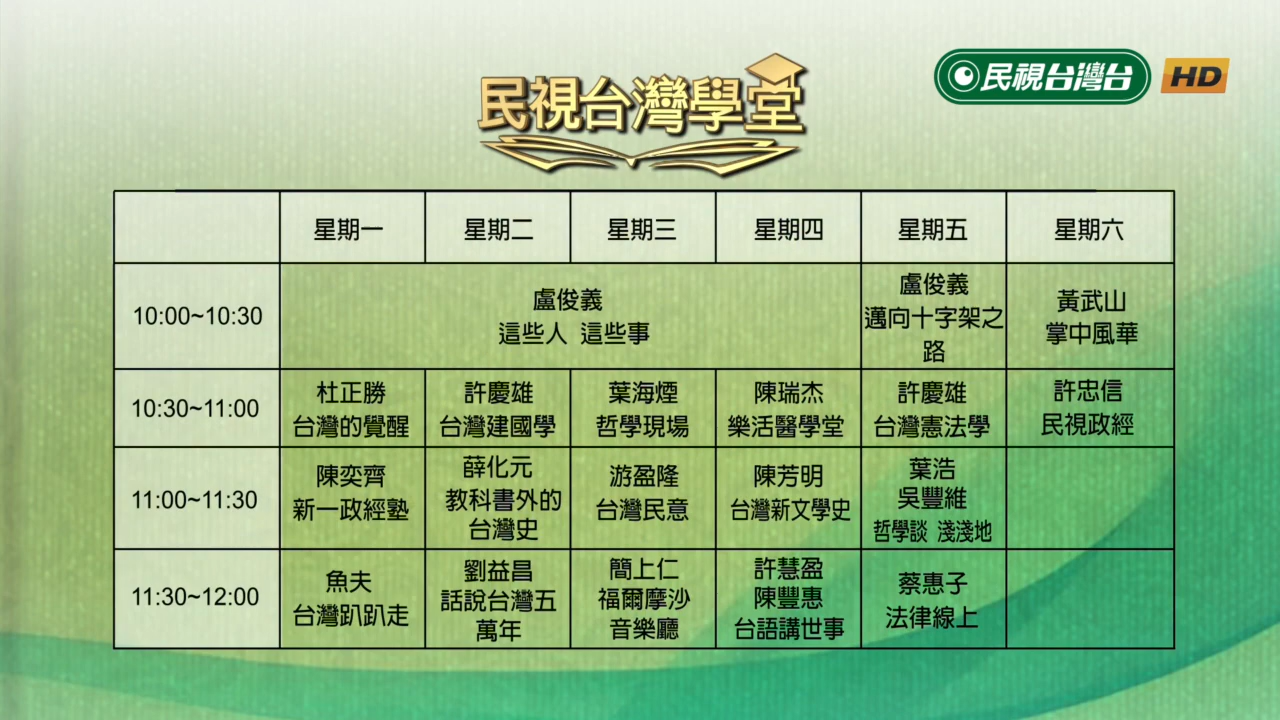 民視台灣學堂
民視台灣台 HD
星期一 星期二 星期三 星期四 星期五 星期六
10:00~10:30
盧俊義
這些人 這些事
盧俊義
邁向十字架之
路
黃武山
掌中風華
10:30~11:00
杜正勝
台灣的覺醒
許慶雄
台灣建國學
葉海煙
哲學現場
陳瑞杰
樂活醫學堂
許慶雄
台灣憲法學
許忠信
民視政經
11:00~11:30
陳奕齊
新一政經塾
薛化元
教科書外的
台灣史
游盈隆
台灣民意
陳芳明
台灣新文學史
葉浩
吳豐維
哲學談 淺淺地
11:30~12:00
魚夫
台灣趴趴走
劉益昌
話說台灣五
萬年
簡上仁
福爾摩沙
音樂廳
許慧盈
陳豐惠
台語講世事
蔡惠子
法律線上